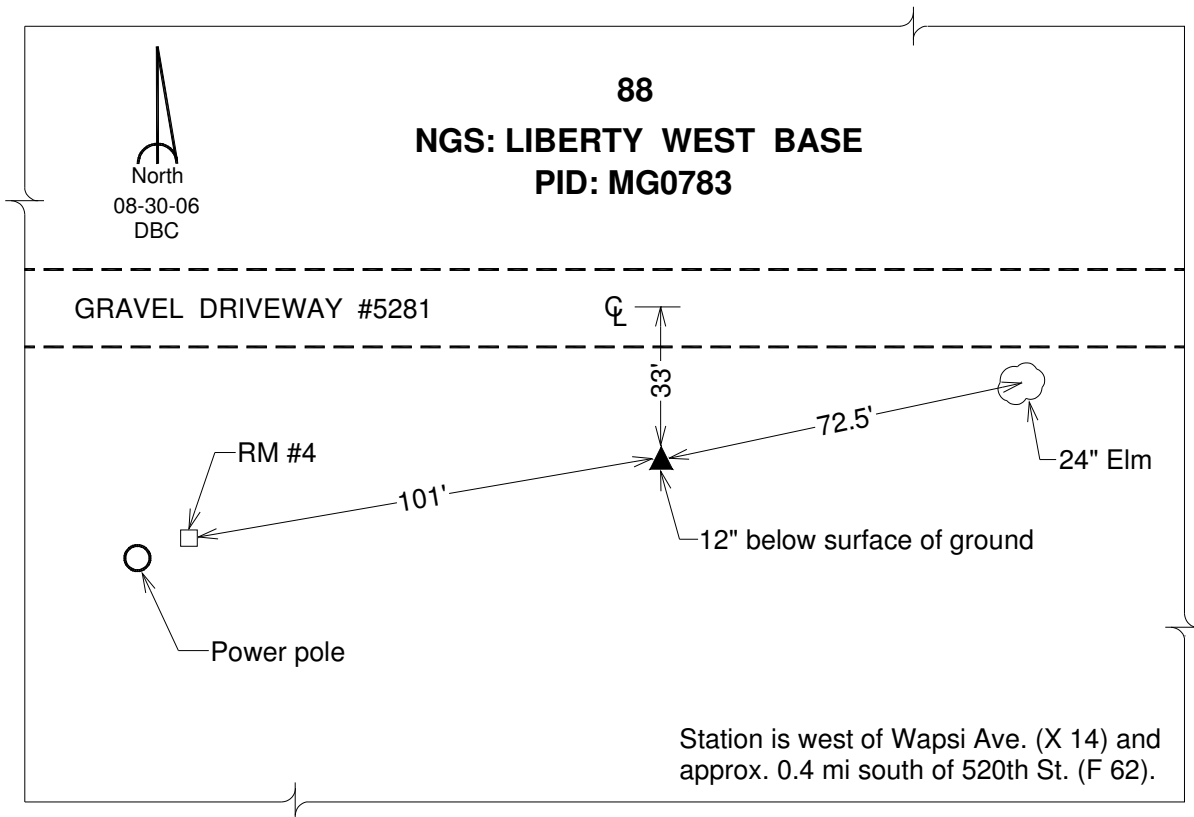 88
NGS: LIBERTY WEST BASE
PID: MG0783
North
08-30-06
DBC
GRAVEL DRIVEWAY #5281
℄
33'
72.5'
RM #4
24" Elm
101'
12" below surface of ground
Power pole
Station is west of Wapsi Ave. (X 14) and
approx. 0.4 mi south of 520th St. (F 62).